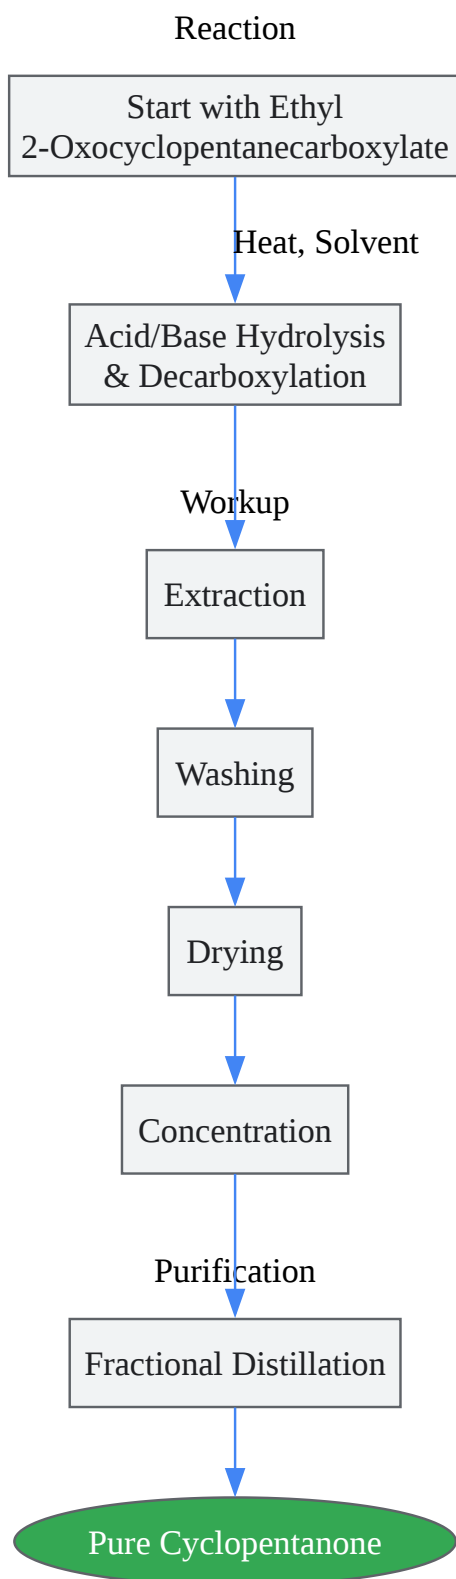 Reaction
Start with Ethyl
2-Oxocyclopentanecarboxylate
Heat, Solvent
Acid/Base Hydrolysis
& Decarboxylation
Workup
Extraction
Washing
Drying
Concentration
Purification
Fractional Distillation
Pure Cyclopentanone